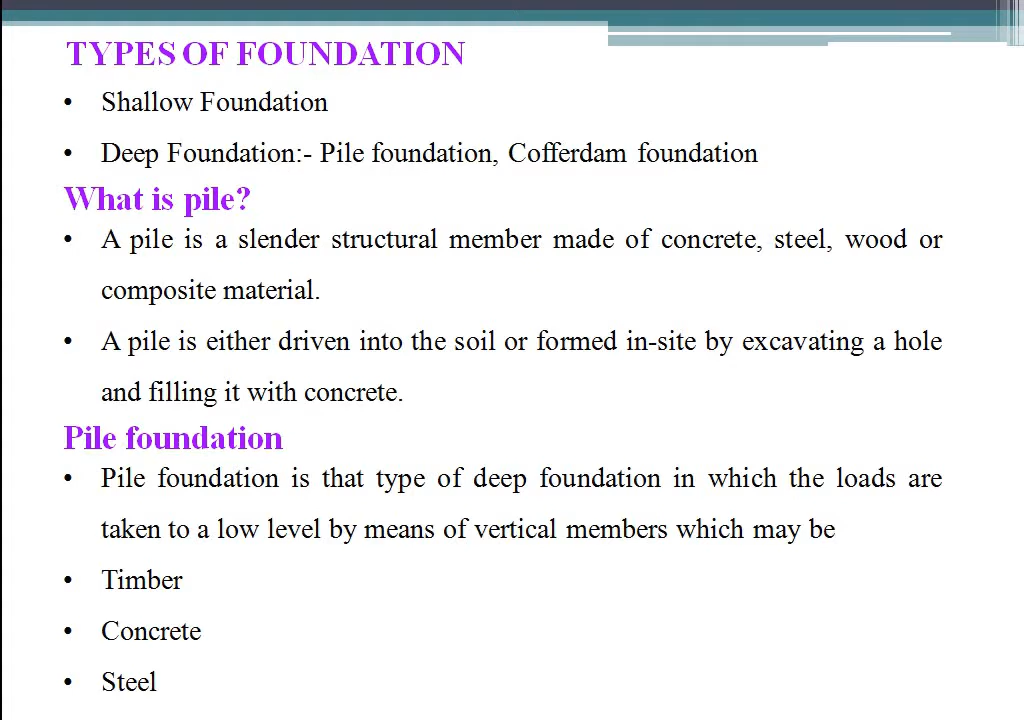 TYPES OF FOUNDATION
• Shallow Foundation
• Deep Foundation:- Pile foundation, Cofferdam foundation
What is pile?
• A pile is a slender structural member made of concrete, steel, wood or
composite material.
• A pile is either driven into the soil or formed in-site by excavating a hole
and filling it with concrete.
Pile foundation
• Pile foundation is that type of deep foundation in which the loads are
taken to a low level by means of vertical members which may be
• Timber
• Concrete
• Steel